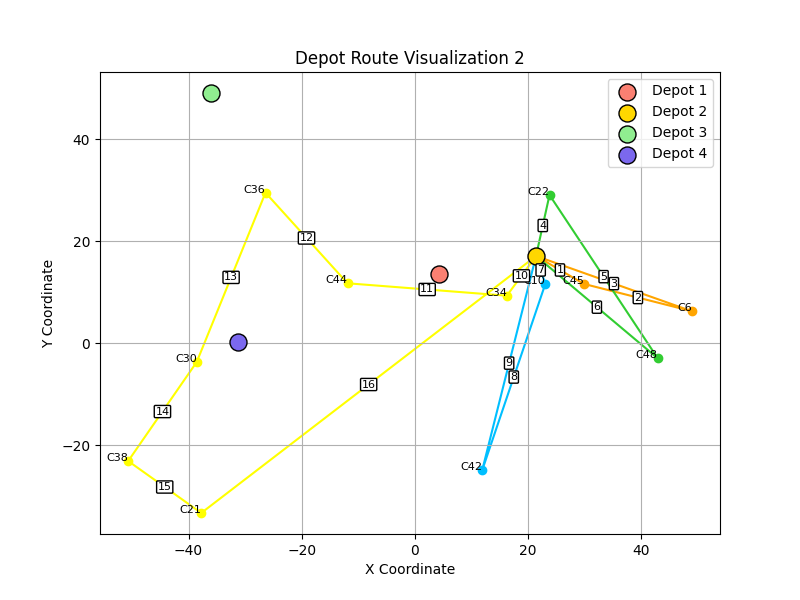 Depot Route Visualization 2
Depot 1
Depot 2
Depot 3
Depot 4
Y Coordinate
40
20
0
−20
−40
−20
0
20
40
X Coordinate
C36
C22
C44
C34
C10
C45
C6
C30
C48
C38
C42
C21
1
2
3
4
5
6
7
8
9
10
11
12
13
14
15
16